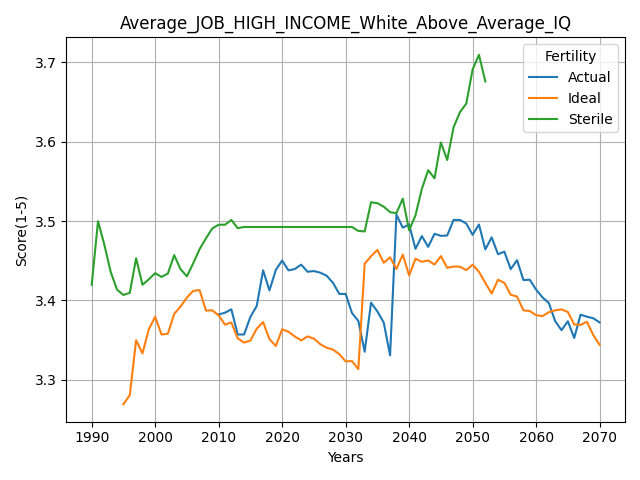 Average_JOB_HIGH_INCOME_White_Above_Average_IQ
Score(1-5)
3.7
3.6
3.5
3.4
3.3
Fertility
Actual
Ideal
Sterile
1990 2000 2010 2020 2030 2040 2050 2060 2070
Years